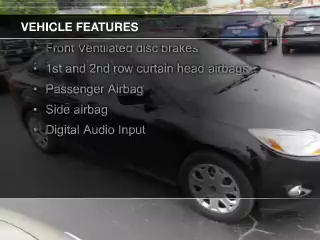 VEHICLE FEATURES
• Front Ventilated disc brakes
• 1st and 2nd row curtain head airbags
• Passenger Airbag
• Side airbag
• Digital Audio Input